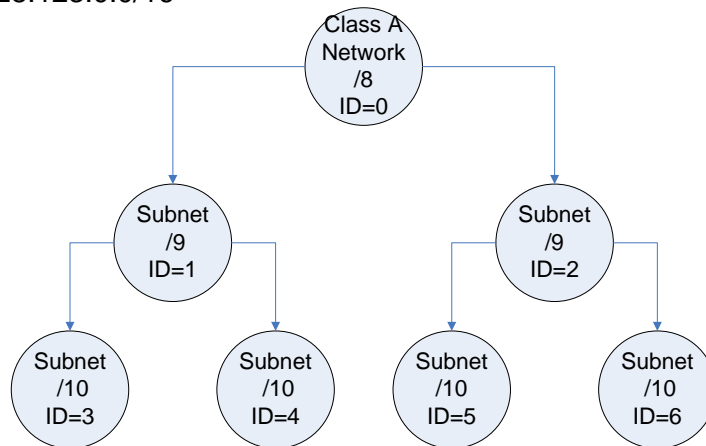 Class A
Network
/8
ID=0
Subnet
/9
ID=1
Subnet
/9
ID=2
Subnet
/10
ID=3
Subnet
/10
ID=4
Subnet
/10
ID=5
Subnet
/10
ID=6